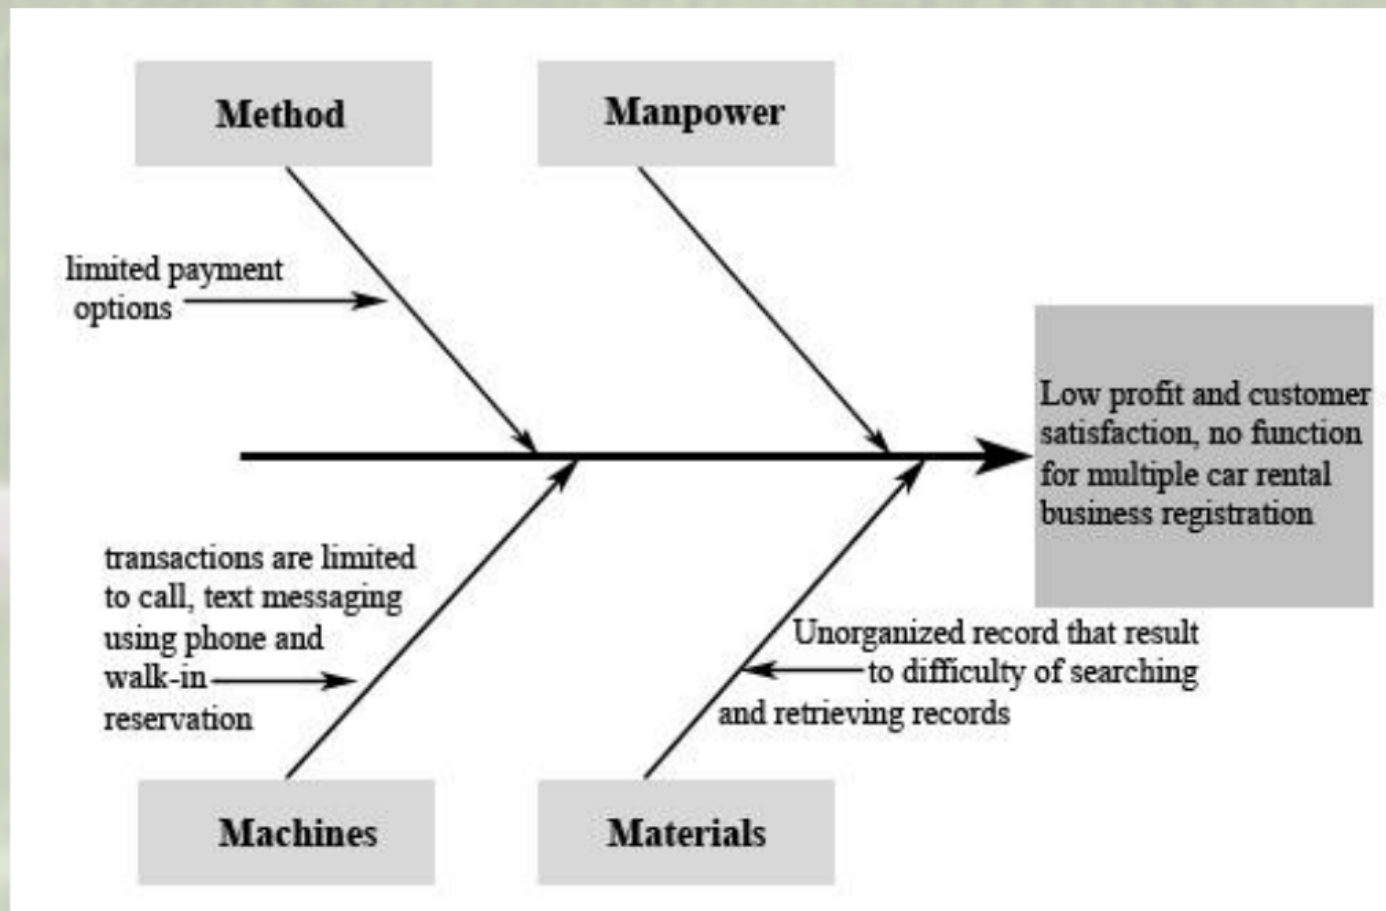 Method
Manpower
limited payment
options
Low profit and customer
satisfaction, no function
for multiple car rental
business registration
transactions are limited
to call, text messaging
using phone and
walk-in
reservation
Unorganized record that result
to difficulty of searching
and retrieving records
Machines
Materials